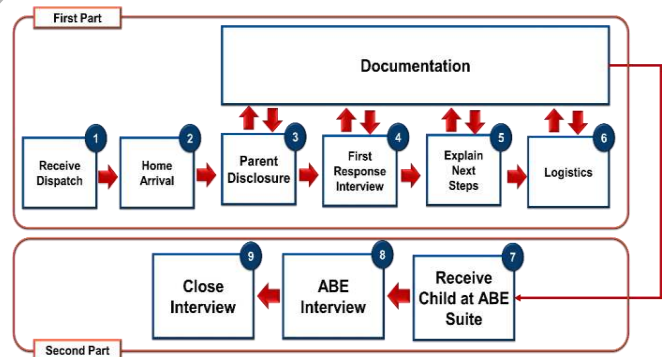 First Part
Documentation
1
Receive
Dispatch
2
Home
Arrival
3
Parent
Disclosure
4
First
Response
Interview
5
Explain
Next
Steps
6
Logistics
9
Close
Interview
8
ABE
Interview
7
Receive
Child at ABE
Suite
Second Part